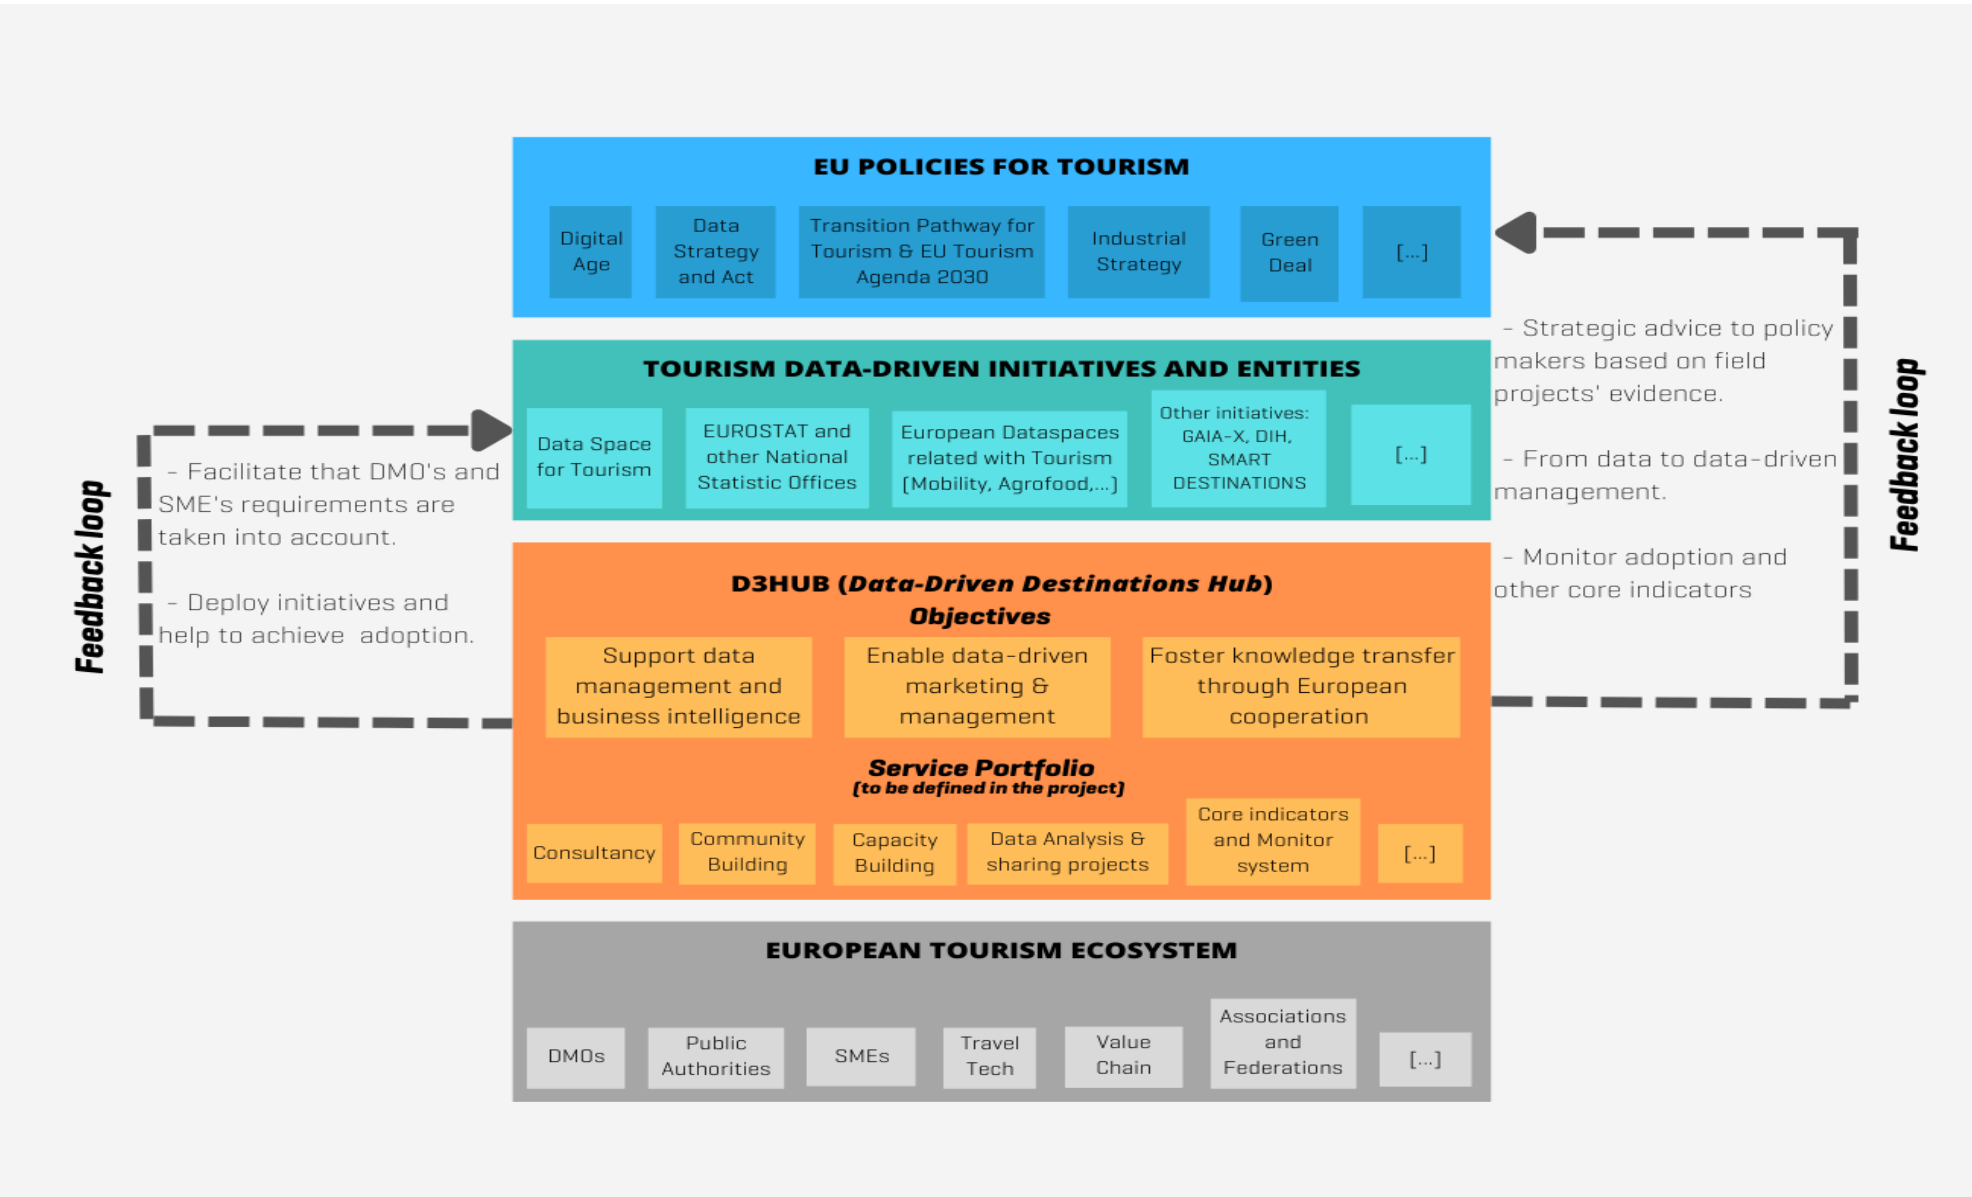 EU POLICIES FOR TOURISM
Digital
Age
Data
Strategy
and Act
Transition Pathway for
Tourism & EU Tourism
Agenda 2030
Industrial
Strategy
Green
Deal
[...]
TOURISM DATA-DRIVEN INITIATIVES AND ENTITIES
Data Space
for Tourism
EUROSTAT and
other National
Statistic Offices
European Dataspaces
related with Tourism
(Mobility, Agrofood,...)
Other initiatives:
GAIA-X, DIH,
SMART
DESTINATIONS
[...]
D3HUB (Data-Driven Destinations Hub)
Objectives
Support data
management and
business intelligence
Enable data-driven
marketing &
management
Foster knowledge transfer
through European
cooperation
Service Portfolio
(to be defined in the project)
Consultancy
Community
Building
Capacity
Building
Data Analysis &
sharing projects
Core indicators
and Monitor
system
[...]
EUROPEAN TOURISM ECOSYSTEM
DMOs
Public
Authorities
SMEs
Travel
Tech
Value
Chain
Associations
and
Federations
[...]
Feedback loop
- Facilitate that DMO's and
SME's requirements are
taken into account.
- Deploy initiatives and
help to achieve adoption.
- Strategic advice to policy
makers based on field
projects' evidence.
- From data to data-driven
management.
- Monitor adoption and
other core indicators
Feedback loop